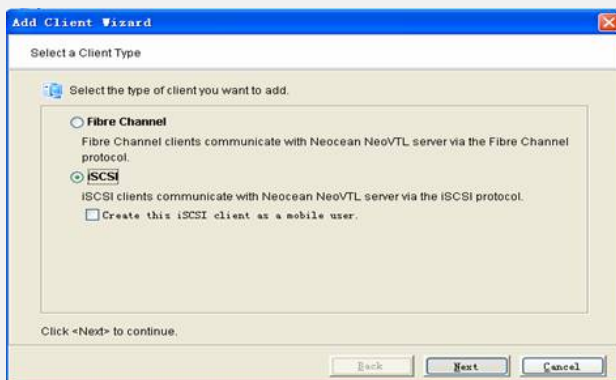 Add Client Wizard
Select a Client Type
Select the type of client you want to add.
Fibre Channel
Fibre Channel clients communicate with Neocean NeoVTL server via the Fibre Channel
protocol.
iSCSI
iSCSI clients communicate with Neocean NeoVTL server via the iSCSI protocol.
Create this iSCSI client as a mobile user.
Click <Next> to continue.
Back Next Cancel